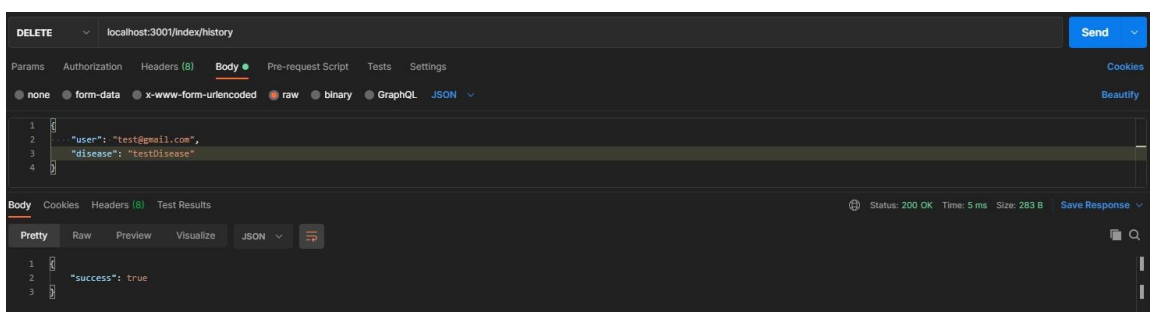 DELETE localhost:3001/index/history Send
Params Authorization Headers (8) Body Pre-request Script Tests Settings Cookies
none form-data x-www-form-urlencoded raw binary GraphQL JSON Beautify
1 {
2 "user": "test@gmail.com",
3 "disease": "testDisease"
4 }
Body Cookies Headers (8) Test Results Status: 200 OK Time: 5 ms Size: 283 B Save Response
Pretty Raw Preview Visualize JSON
1 {
2 "success": true
3 }